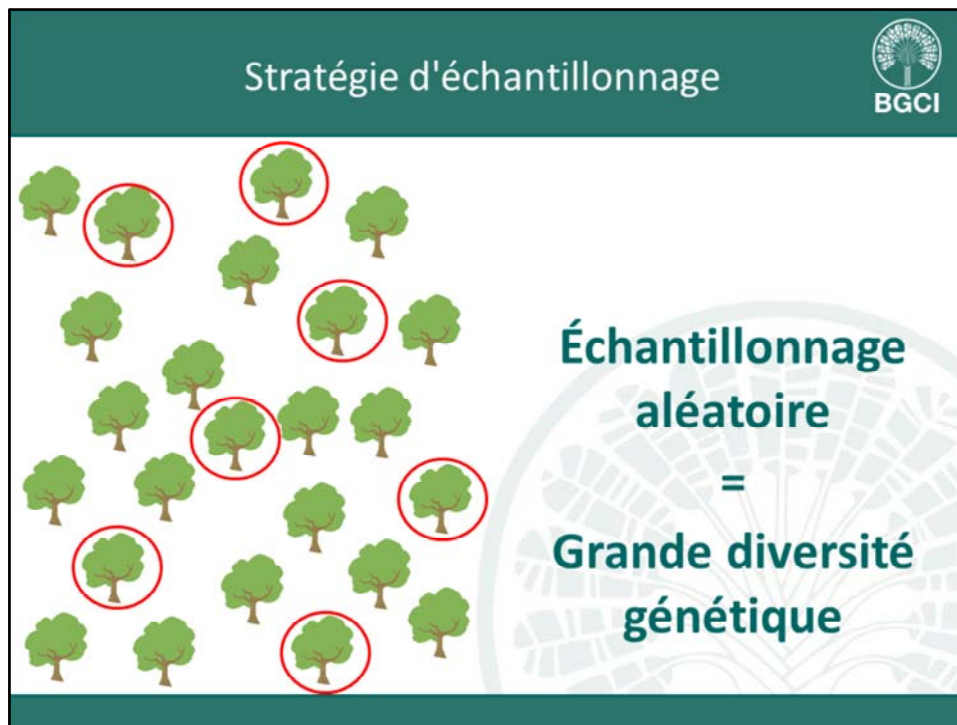 Stratégie d'échantillonnage
BGCI
Échantillonnage
aléatoire
=
Grande diversité
génétique